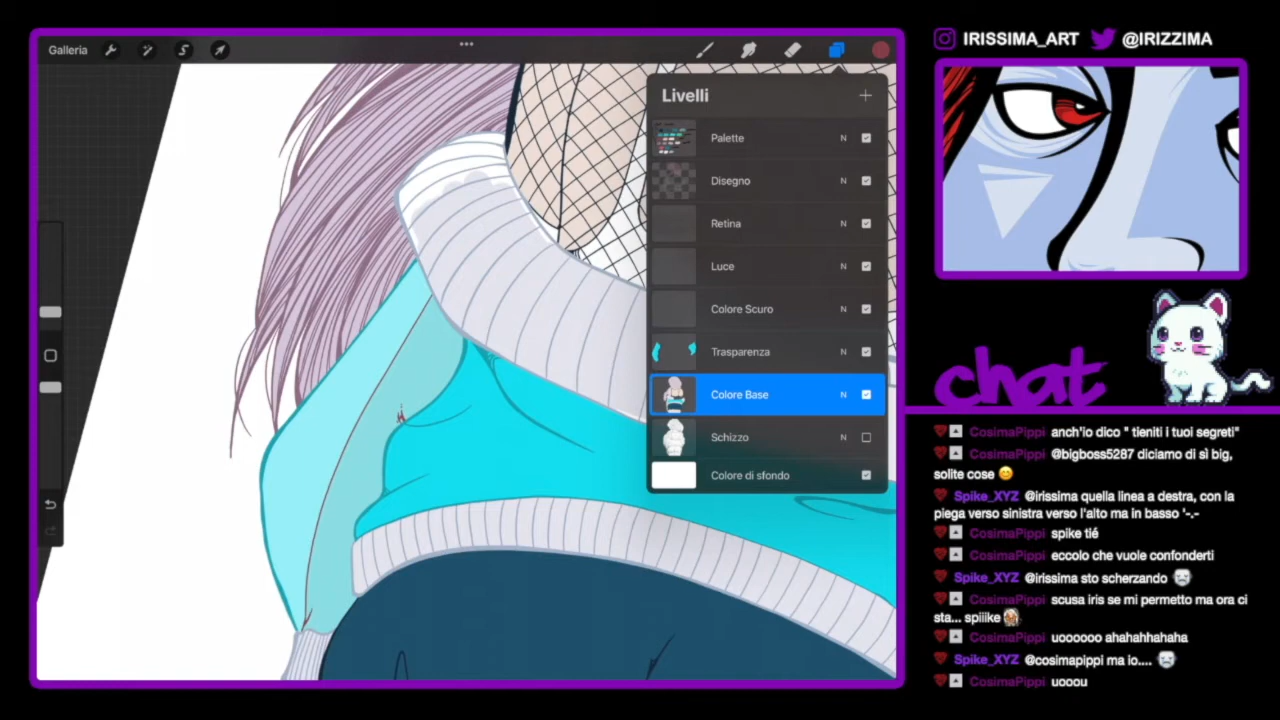 Galleria
IRISSIMA_ART @IRIZZIMA
Livelli
Palette N
Disegno N
Retina N
Luce N
Colore Scuro N
Trasparenza N
Colore Base N
Schizzo N
Colore di sfondo
chat
CosimaPippi anch'io dico " tieniti i tuoi segreti"
CosimaPippi @bigboss5287 diciamo di sì big,
solite cose 😊
Spike_XYZ @irissima quella linea a destra, con la
piega verso sinistra verso l'alto ma in basso '-.-
CosimaPippi spike tié
CosimaPippi eccolo che vuole confonderti
Spike_XYZ @irissima sto scherzando
CosimaPippi scusa iris se mi permetto ma ora ci
sta... spiiike
CosimaPippi uoooooo ahahahhahaha
Spike_XYZ @cosimapippi ma io....
CosimaPippi uooou